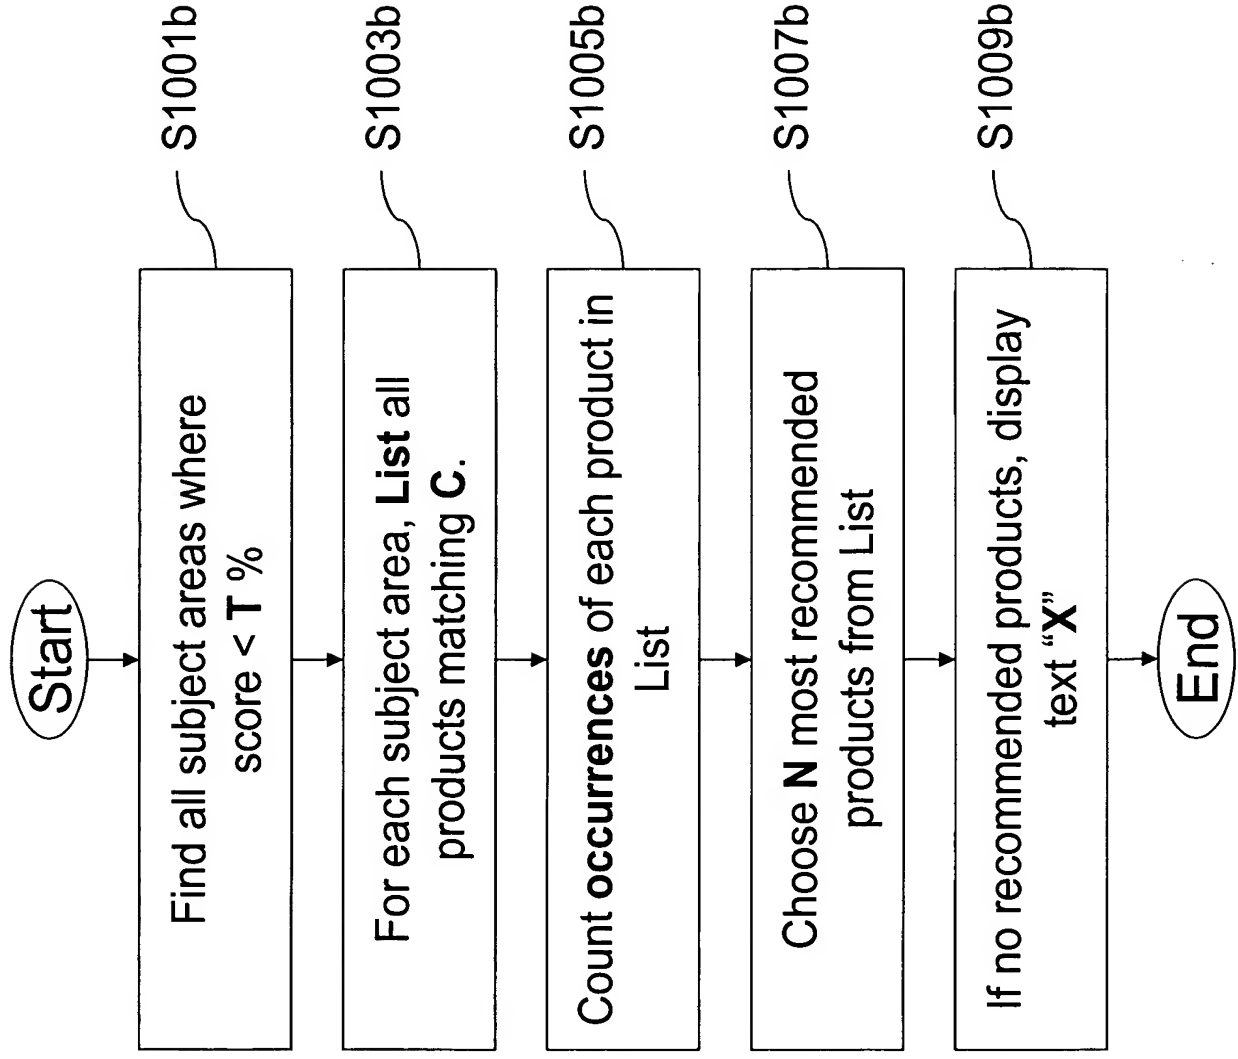 Start
Find all subject areas where
score < T %
S1001b
For each subject area, List all
products matching C.
S1003b
Count occurrences of each product in
List
S1005b
Choose N most recommended
products from List
S1007b
If no recommended products, display
text “X”
S1009b
End